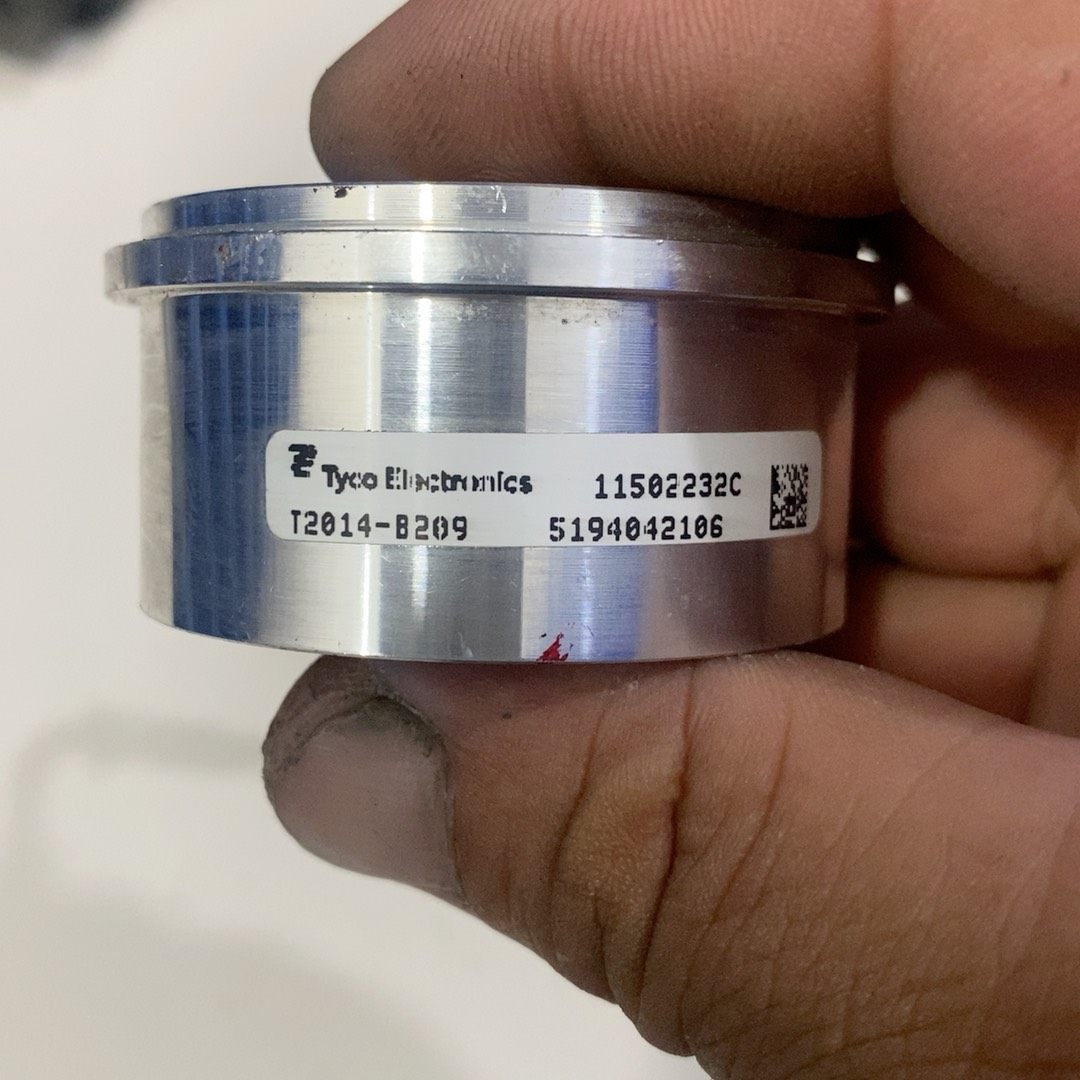 Tyco Electronics 11502232C
T2014-B209 5194042106